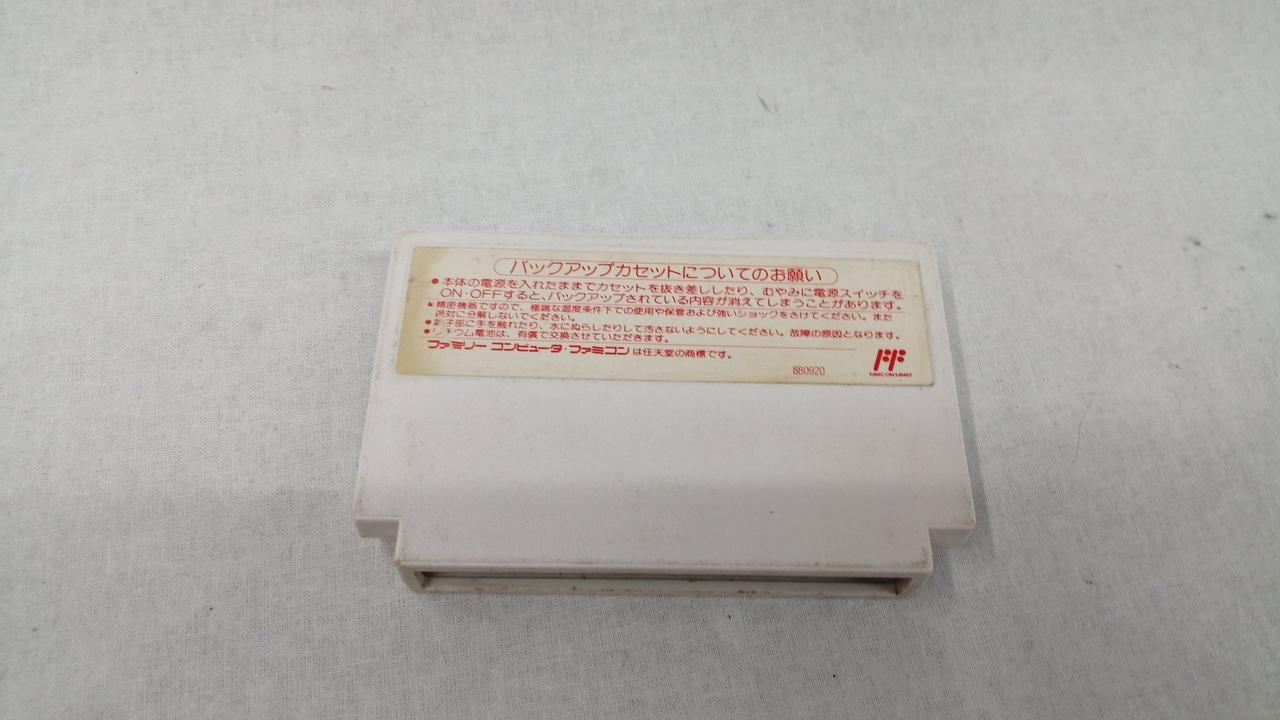 バックアップカセットについてのお願い
●本体の電源を入れたままでカセットを抜き差ししたり、むやみに電源スイッチを
ON・OFFすると、バックアップされている内容が消えてしまうことがあります。
●精密機器ですので、極端な温度条件下での使用や保管および強いショックをさけてください。また
絶対に分解しないでください。
●端子部に手を触れたり、水にぬらしたりして汚さないようにしてください。故障の原因となります。
●リチウム電池は、有償で交換させていただきます。
ファミリー コンピュータ・ファミコンは任天堂の商標です。
880920
FF